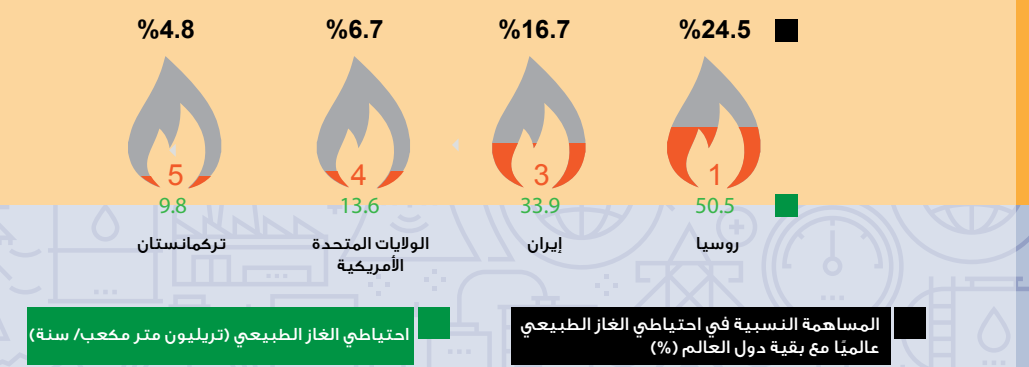 %24.5 %16.7 %6.7 %4.8
1 3 4 5
50.5 33.9 13.6 9.8
روسيا إيران الولايات المتحدة تركمانستان
الأمريكية
المساهمة النسبية في احتياطي الغاز الطبيعي
عالميًا مع بقية دول العالم (%)
احتياطي الغاز الطبيعي (تريليون متر مكعب/ سنة)